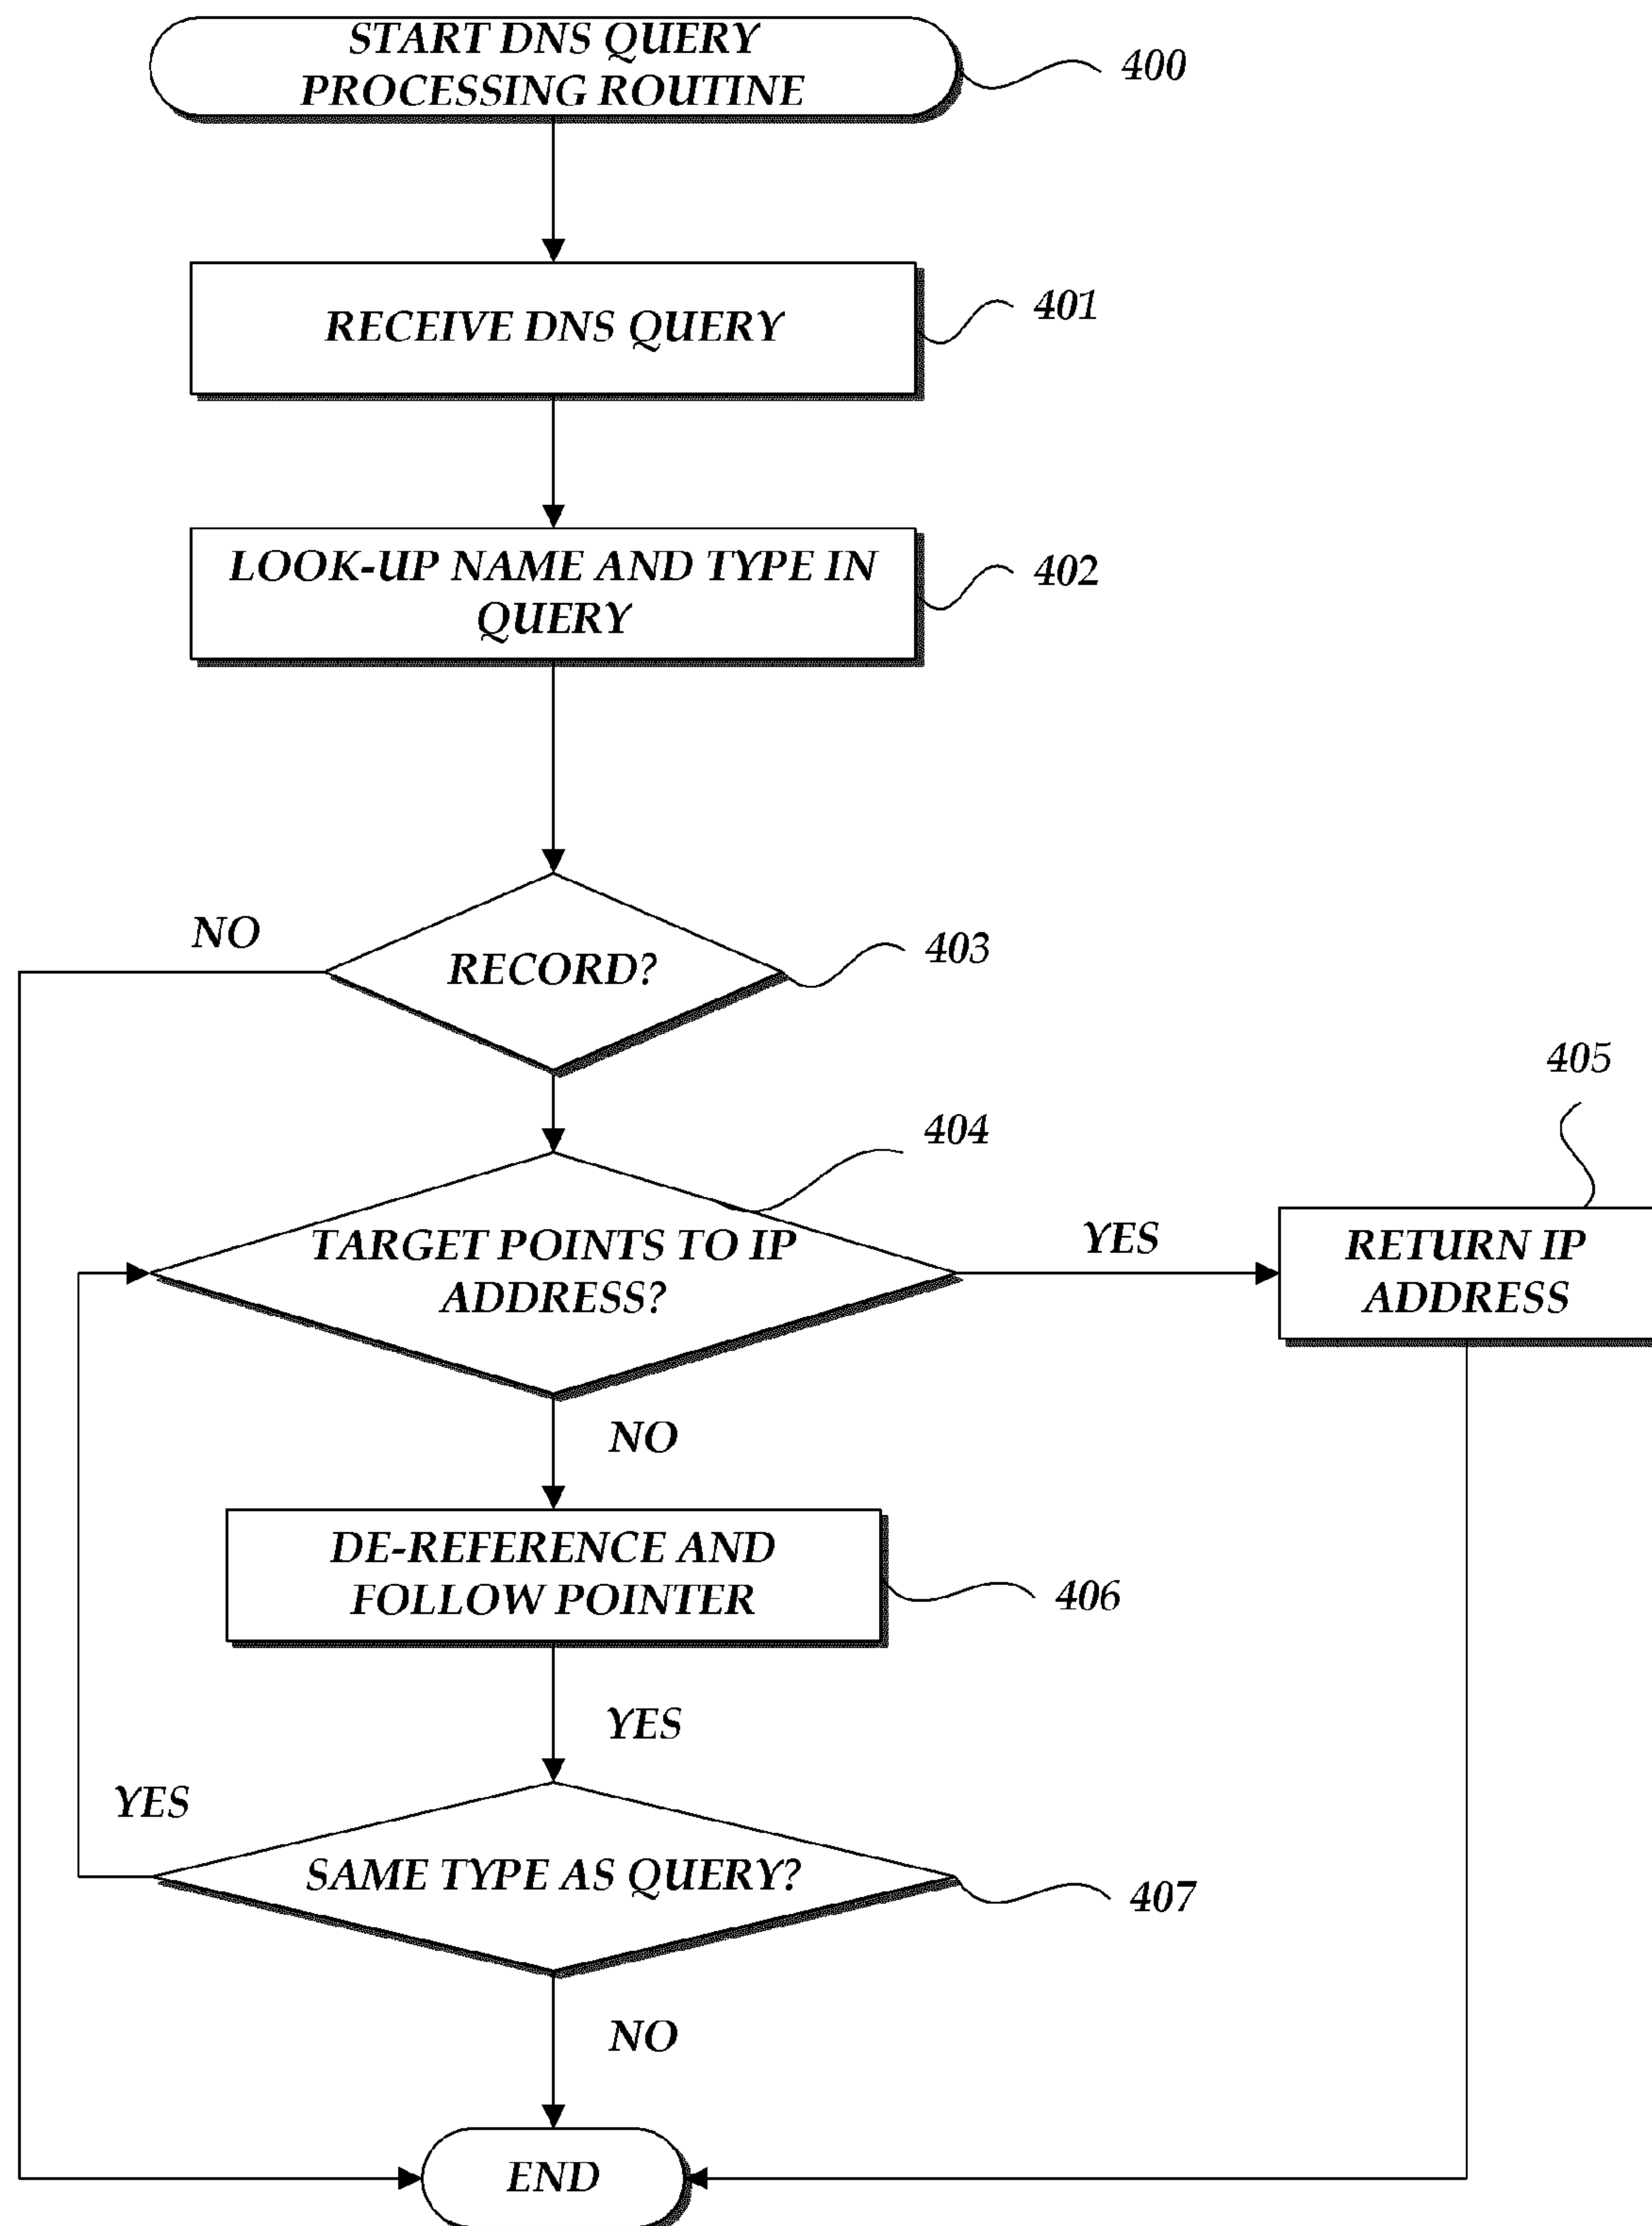 START DNS QUERY
PROCESSING ROUTINE
400
RECEIVE DNS QUERY
401
LOOK-UP NAME AND TYPE IN
QUERY
402
NO
RECORD?
403
404
405
TARGET POINTS TO IP
ADDRESS?
YES
RETURN IP
ADDRESS
NO
DE-REFERENCE AND
FOLLOW POINTER
406
YES
YES
SAME TYPE AS QUERY?
407
NO
END